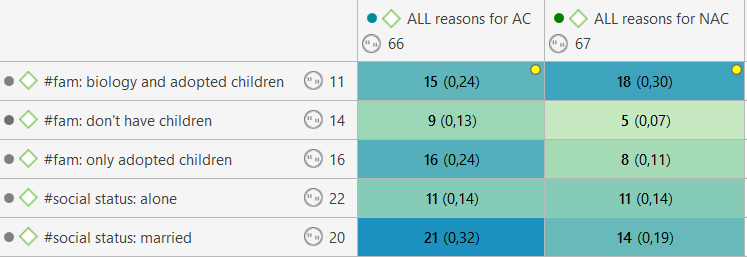 ALL reasons for AC ALL reasons for NAC
66 67
#fam: biology and adopted children 11 15 (0,24) 18 (0,30)
#fam: don't have children 14 9 (0,13) 5 (0,07)
#fam: only adopted children 16 16 (0,24) 8 (0,11)
#social status: alone 22 11 (0,14) 11 (0,14)
#social status: married 20 21 (0,32) 14 (0,19)